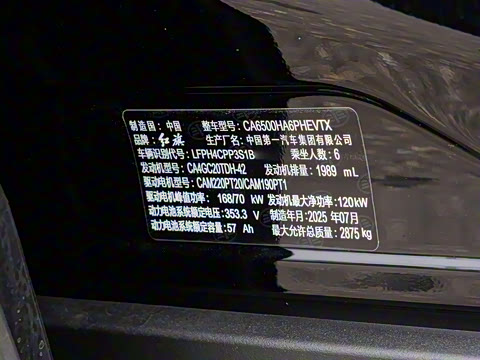 制造国：中国 整车型号：CA6500HA6PHEVTX
品牌：红旗 生产厂名：中国第一汽车集团有限公司
车辆识别代号：LFPH4CPP3S1B 乘坐人数：6
发动机型号：CA4GC20TDH-42 发动机排量：1989 mL
驱动电机型号：CAM220PT20/CAM190PT1
驱动电机峰值功率：168/70 kW 发动机最大净功率：120kW
动力电池系统额定电压：353.3 V 制造年月：2025 年07月
动力电池系统额定容量：57 Ah 最大允许总质量：2875 kg